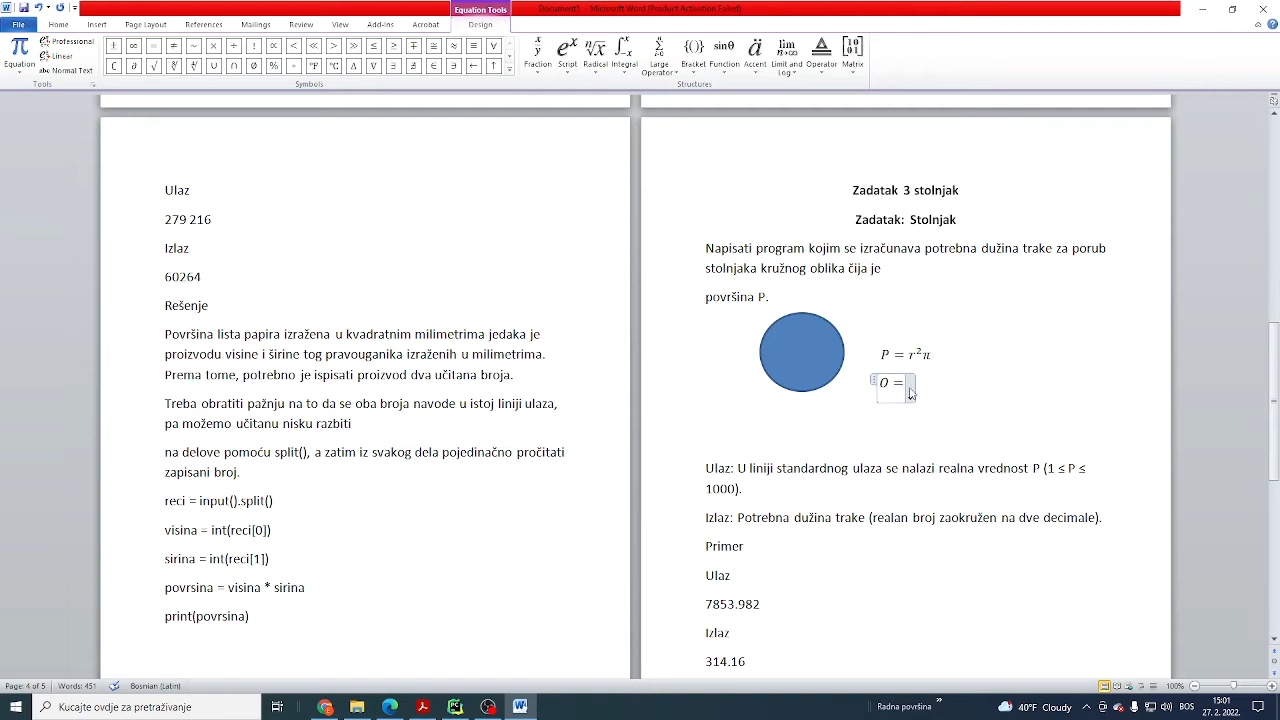 Equation Tools
Document1 - Microsoft Word (Product Activation Failed)
Home Insert Page Layout References Mailings Review View Add-Ins Acrobat Design
π Equation
Professional
Linear
abc Normal Text
Tools
± ∞ = ≠ ~ × ÷ ! ∝ < ≪ > ≫ ≤ ≥ ∓ ≅ ≈ ≡ ∀
∁ ∂ √ ∛ ∜ ∪ ∩ ∅ % ° °F °C ∆ ∇ ∃ ∄ ∈ ∋ ← ↑
Symbols
Fraction Script Radical Integral Large Operator Bracket Function Accent Limit and Log Operator Matrix
Structures
Ulaz
279 216
Izlaz
60264
Rešenje
Površina lista papira izražena u kvadratnim milimetrima jedaka je
proizvodu visine i širine tog pravouganika izraženih u milimetrima.
Prema tome, potrebno je ispisati proizvod dva učitana broja.
Treba obratiti pažnju na to da se oba broja navode u istoj liniji ulaza,
pa možemo učitanu nisku razbiti
na delove pomoću split(), a zatim iz svakog dela pojedinačno pročitati
zapisani broj.
reci = input().split()
visina = int(reci[0])
sirina = int(reci[1])
povrsina = visina * sirina
print(povrsina)
Zadatak 3 stolnjak
Zadatak: Stolnjak
Napisati program kojim se izračunava potrebna dužina trake za porub
stolnjaka kružnog oblika čija je
površina P.
P = r²π
O =
Ulaz: U liniji standardnog ulaza se nalazi realna vrednost P (1 ≤ P ≤
1000).
Izlaz: Potrebna dužina trake (realan broj zaokružen na dve decimale).
Primer
Ulaz
7853.982
Izlaz
314.16
Page: 4 of 5 Words: 451 Bosnian (Latin) 100%
Kucajte ovdje za pretraživanje
Radna površina » 40°F Cloudy BOS 15:01
27. 2. 2022.